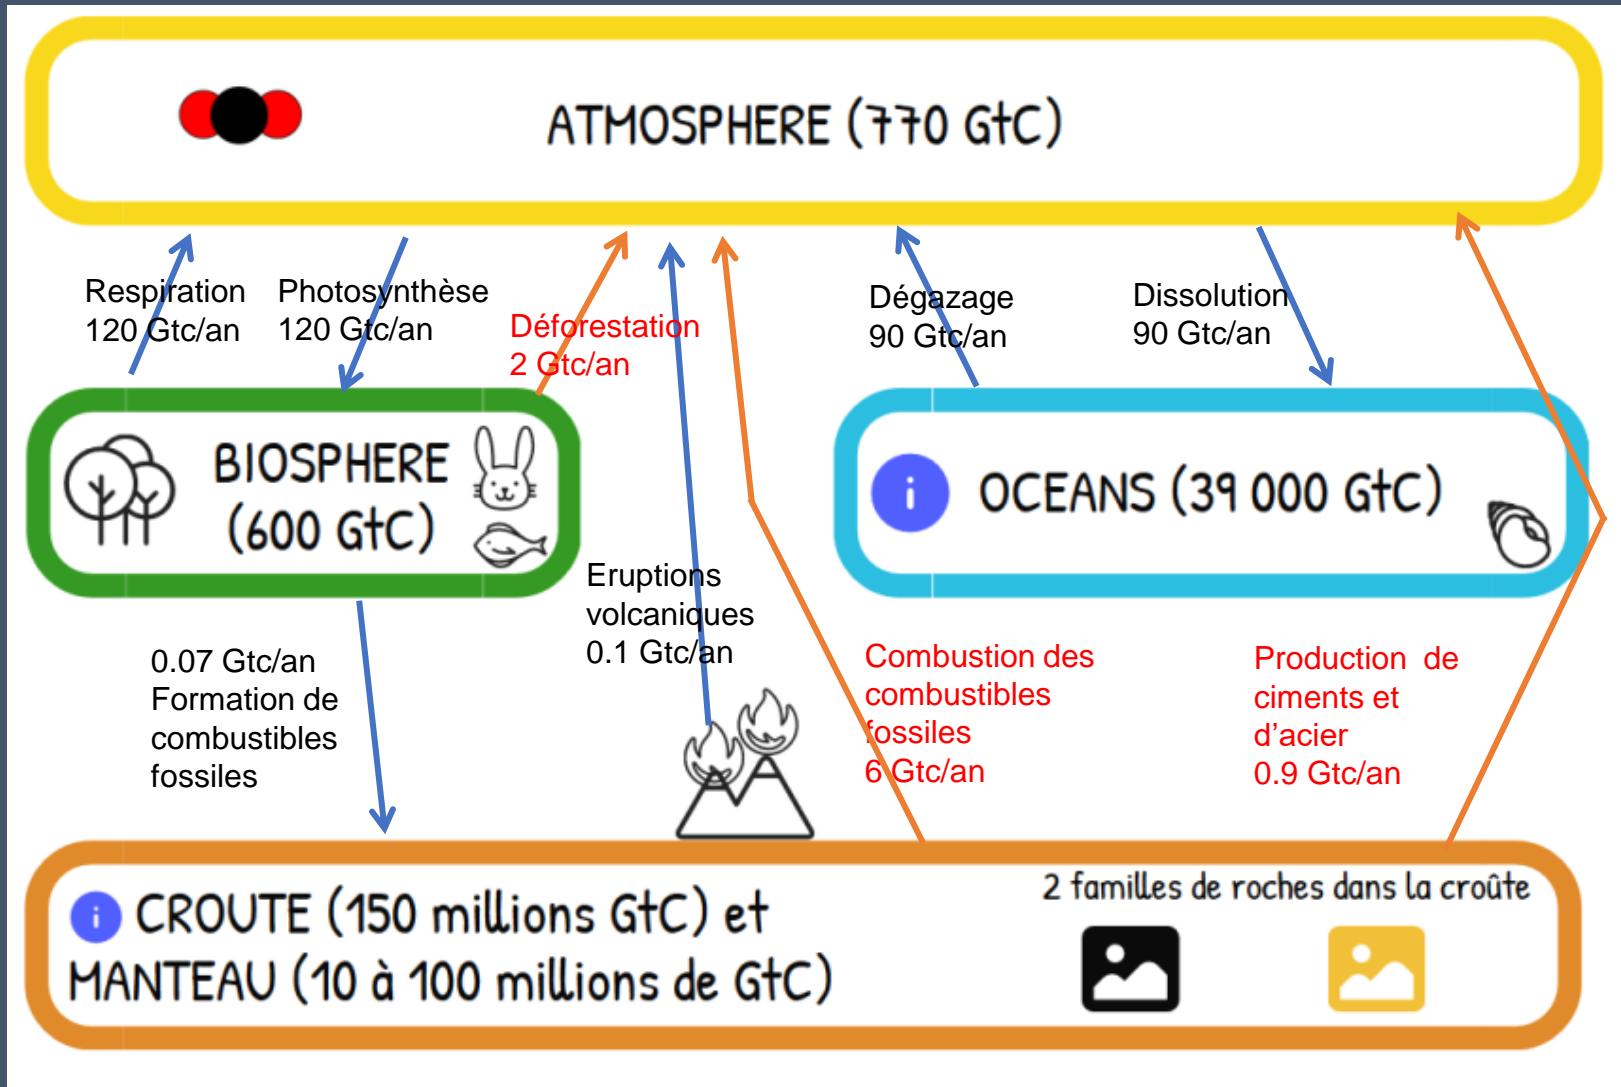 ATMOSPHERE (770 GtC)
Respiration
120 Gtc/an
Photosynthèse
120 Gtc/an
Déforestation
2 Gtc/an
Dégazage
90 Gtc/an
Dissolution
90 Gtc/an
BIOSPHERE
(600 GtC)
i
OCEANS (39 000 GtC)
Eruptions
volcaniques
0.1 Gtc/an
0.07 Gtc/an
Formation de
combustibles
fossiles
Combustion des
combustibles
fossiles
6 Gtc/an
Production de
ciments et
d'acier
0.9 Gtc/an
i CROUTE (150 millions GtC) et
MANTEAU (10 à 100 millions de GtC)
2 familles de roches dans la croûte